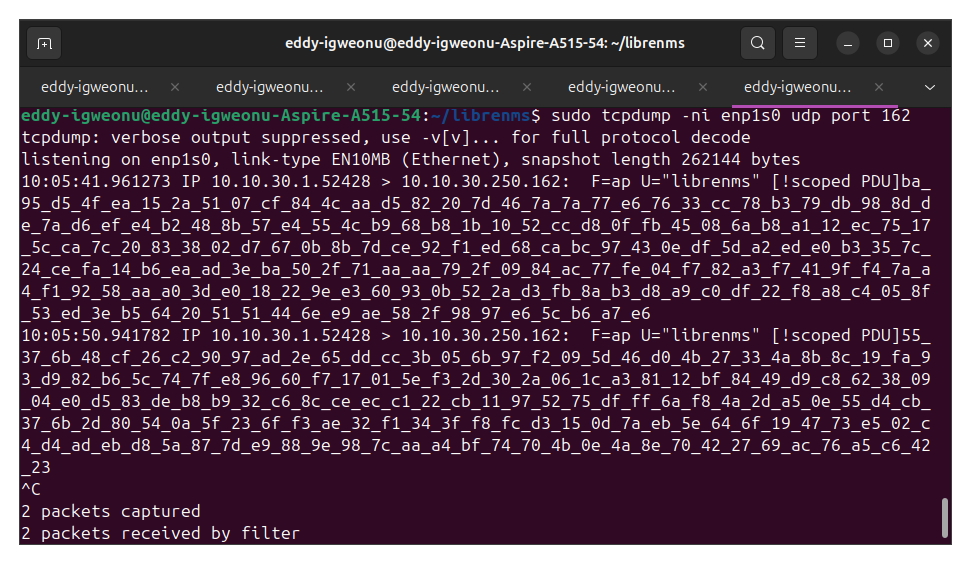 eddy-igweonu@eddy-igweonu-Aspire-A515-54: ~/librenms
eddy-igweonu... eddy-igweonu... eddy-igweonu... eddy-igweonu... eddy-igweonu...
eddy-igweonu@eddy-igweonu-Aspire-A515-54:~/librenms$ sudo tcpdump -ni enp1s0 udp port 162
tcpdump: verbose output suppressed, use -v[v]... for full protocol decode
listening on enp1s0, link-type EN10MB (Ethernet), snapshot length 262144 bytes
10:05:41.961273 IP 10.10.30.1.52428 > 10.10.30.250.162:  F=ap U="librenms" [!scoped PDU]ba_
95_d5_4f_ea_15_2a_51_07_cf_84_4c_aa_d5_82_20_7d_46_7a_7a_77_e6_76_33_cc_78_b3_79_db_98_8d_d
e_7a_d6_ef_e4_b2_48_8b_57_e4_55_4c_b9_68_b8_1b_10_52_cc_d8_0f_fb_45_08_6a_b8_a1_12_ec_75_17
_5c_ca_7c_20_83_38_02_d7_67_0b_8b_7d_ce_92_f1_ed_68_ca_bc_97_43_0e_df_5d_a2_ed_e0_b3_35_7c_
24_ce_fa_14_b6_ea_ad_3e_ba_50_2f_71_aa_aa_79_2f_09_84_ac_77_fe_04_f7_82_a3_f7_41_9f_f4_7a_a
4_f1_92_58_aa_a0_3d_e0_18_22_9e_e3_60_93_0b_52_2a_d3_fb_8a_b3_d8_a9_c0_df_22_f8_a8_c4_05_8f
_53_ed_3e_b5_64_20_51_51_44_6e_e9_ae_58_2f_98_97_e6_5c_b6_a7_e6
10:05:50.941782 IP 10.10.30.1.52428 > 10.10.30.250.162:  F=ap U="librenms" [!scoped PDU]55_
37_6b_48_cf_26_c2_90_97_ad_2e_65_dd_cc_3b_05_6b_97_f2_09_5d_46_d0_4b_27_33_4a_8b_8c_19_fa_9
3_d9_82_b6_5c_74_7f_e8_96_60_f7_17_01_5e_f3_2d_30_2a_06_1c_a3_81_12_bf_84_49_d9_c8_62_38_09
_04_e0_d5_83_de_b8_b9_32_c6_8c_ce_ec_c1_22_cb_11_97_52_75_df_ff_6a_f8_4a_2d_a5_0e_55_d4_cb_
37_6b_2d_80_54_0a_5f_23_6f_f3_ae_32_f1_34_3f_f8_fc_d3_15_0d_7a_eb_5e_64_6f_19_47_73_e5_02_c
4_d4_ad_eb_d8_5a_87_7d_e9_88_9e_98_7c_aa_a4_bf_74_70_4b_0e_4a_8e_70_42_27_69_ac_76_a5_c6_42
_23
^C
2 packets captured
2 packets received by filter